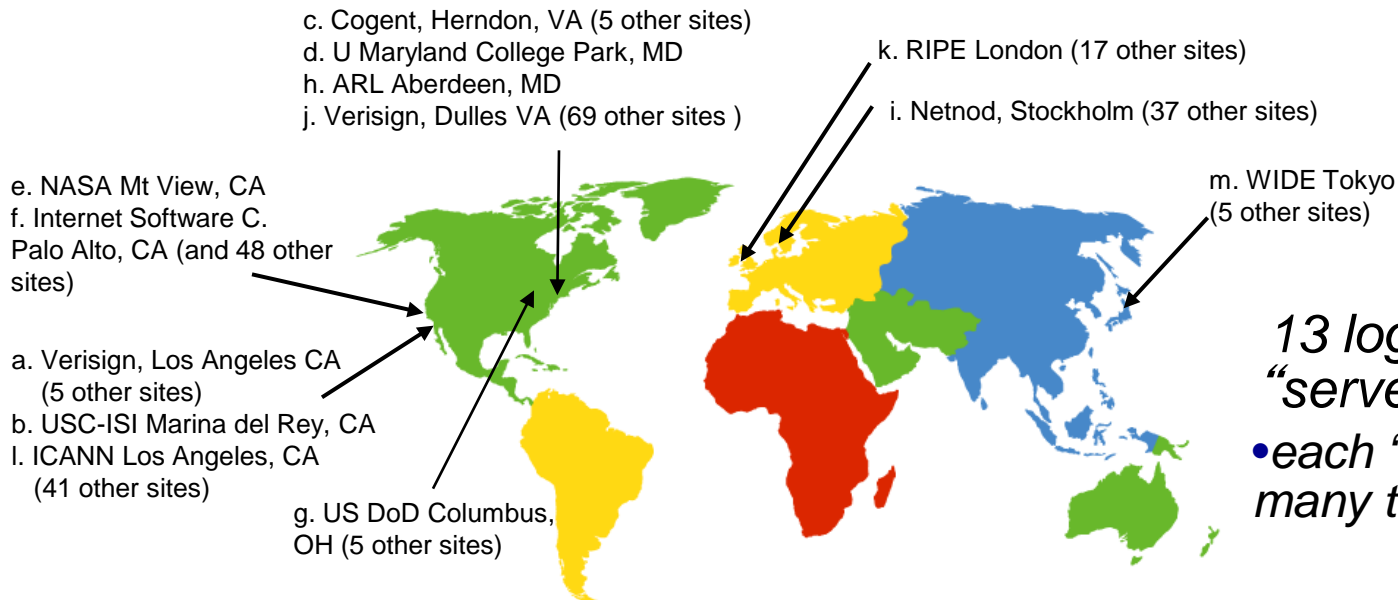 c. Cogent, Herndon, VA (5 other sites)
d. U Maryland College Park, MD
h. ARL Aberdeen, MD
j. Verisign, Dulles VA (69 other sites )
k. RIPE London (17 other sites)
i. Netnod, Stockholm (37 other sites)
e. NASA Mt View, CA
f. Internet Software C.
Palo Alto, CA (and 48 other
sites)
m. WIDE Tokyo
(5 other sites)
a. Verisign, Los Angeles CA
(5 other sites)
b. USC-ISI Marina del Rey, CA
l. ICANN Los Angeles, CA
(41 other sites)
g. US DoD Columbus,
OH (5 other sites)
13 log
“serve
•each “
many t